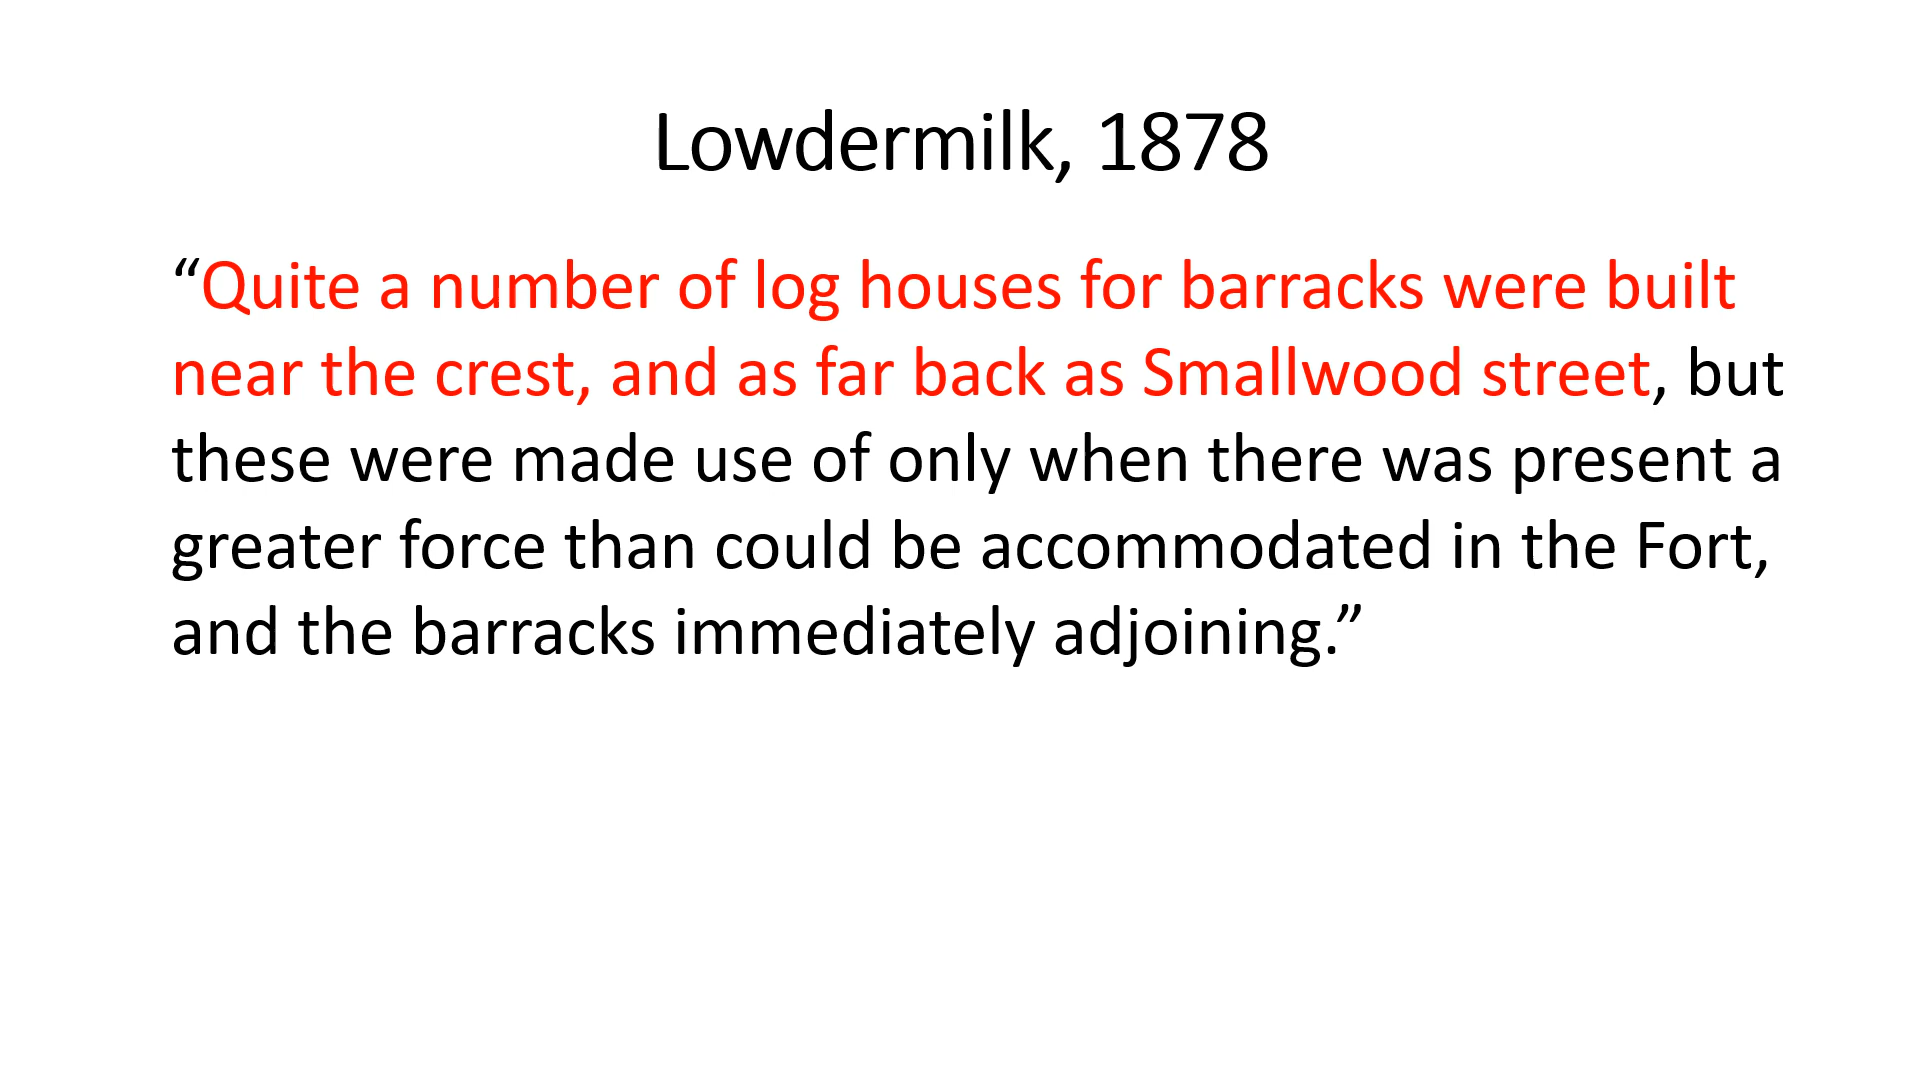 Lowdermilk, 1878
“Quite a number of log houses for barracks were built
near the crest, and as far back as Smallwood street, but
these were made use of only when there was present a
greater force than could be accommodated in the Fort,
and the barracks immediately adjoining.”